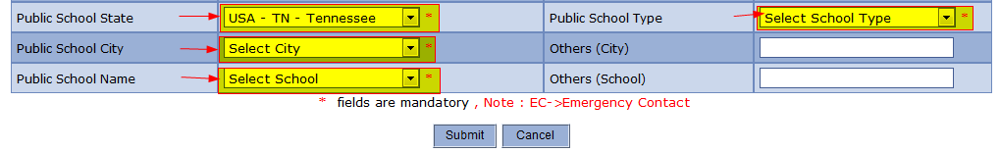 Public School State USA - TN - Tennessee * Public School Type Select School Type *
Public School City Select City * Others (City)
Public School Name Select School * Others (School)
* fields are mandatory , Note : EC->Emergency Contact
Submit Cancel